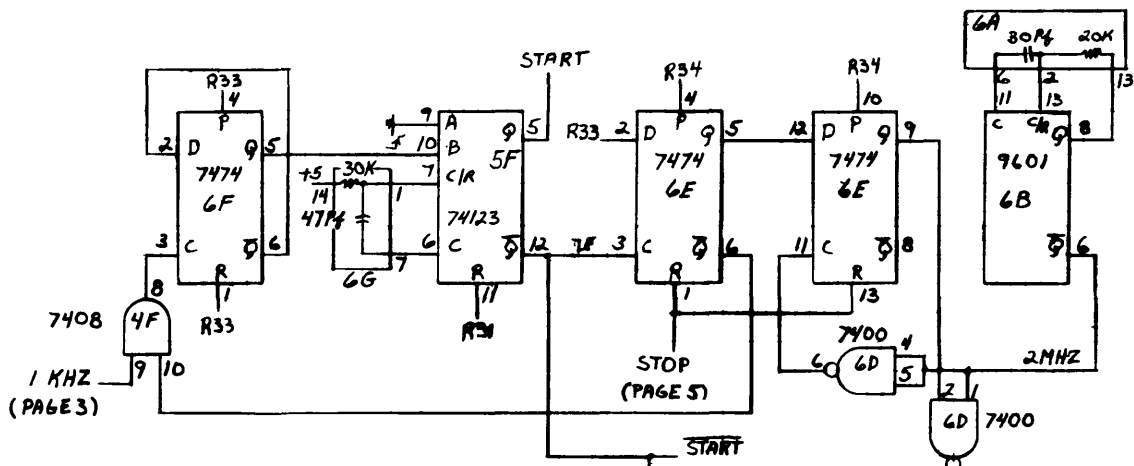 6A
30Pf 20K
6 2 13
11 13
C C/R
Q 8
9601
6B
Q 6
START
R33
4
P
2 D Q 5
7474
6F
3 C Q 6
R
1
R33
8
7408 4F
9 10
1 KHZ
(PAGE 3)
9 A Q 5
10 B 5F
7 C/R
74123
6 C Q 12
R
11
+5 30K
14 1
47Pf
7
6G
R34
4
P
R33 2 D Q 5
7474
6E
3 C Q 6
R
1
STOP
(PAGE 5)
R34
10
P
12 D Q 9
7474
6E
11 C Q 8
R
13
7400
6 6D 4
5
2MHZ
2 1
6D 7400
START